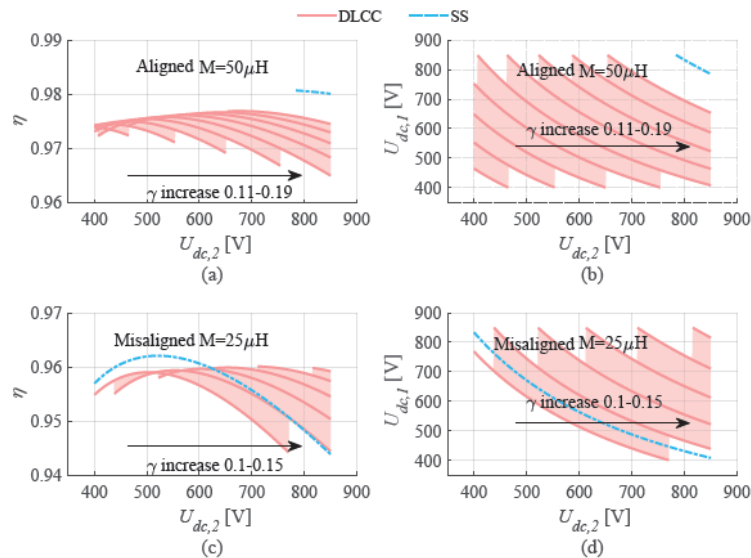 DLCC SS
0.99
0.98
0.97
0.96
η
Aligned M=50μH
γ increase 0.11-0.19
400 500 600 700 800 900
U_dc,2 [V]
(a)
900
800
700
600
500
400
U_dc,1 [V]
Aligned M=50μH
γ increase 0.11-0.19
400 500 600 700 800 900
U_dc,2 [V]
(b)
0.97
0.96
0.95
0.94
η
Misaligned M=25μH
γ increase 0.1-0.15
400 500 600 700 800 900
U_dc,2 [V]
(c)
900
800
700
600
500
400
U_dc,1 [V]
Misaligned M=25μH
γ increase 0.1-0.15
400 500 600 700 800 900
U_dc,2 [V]
(d)